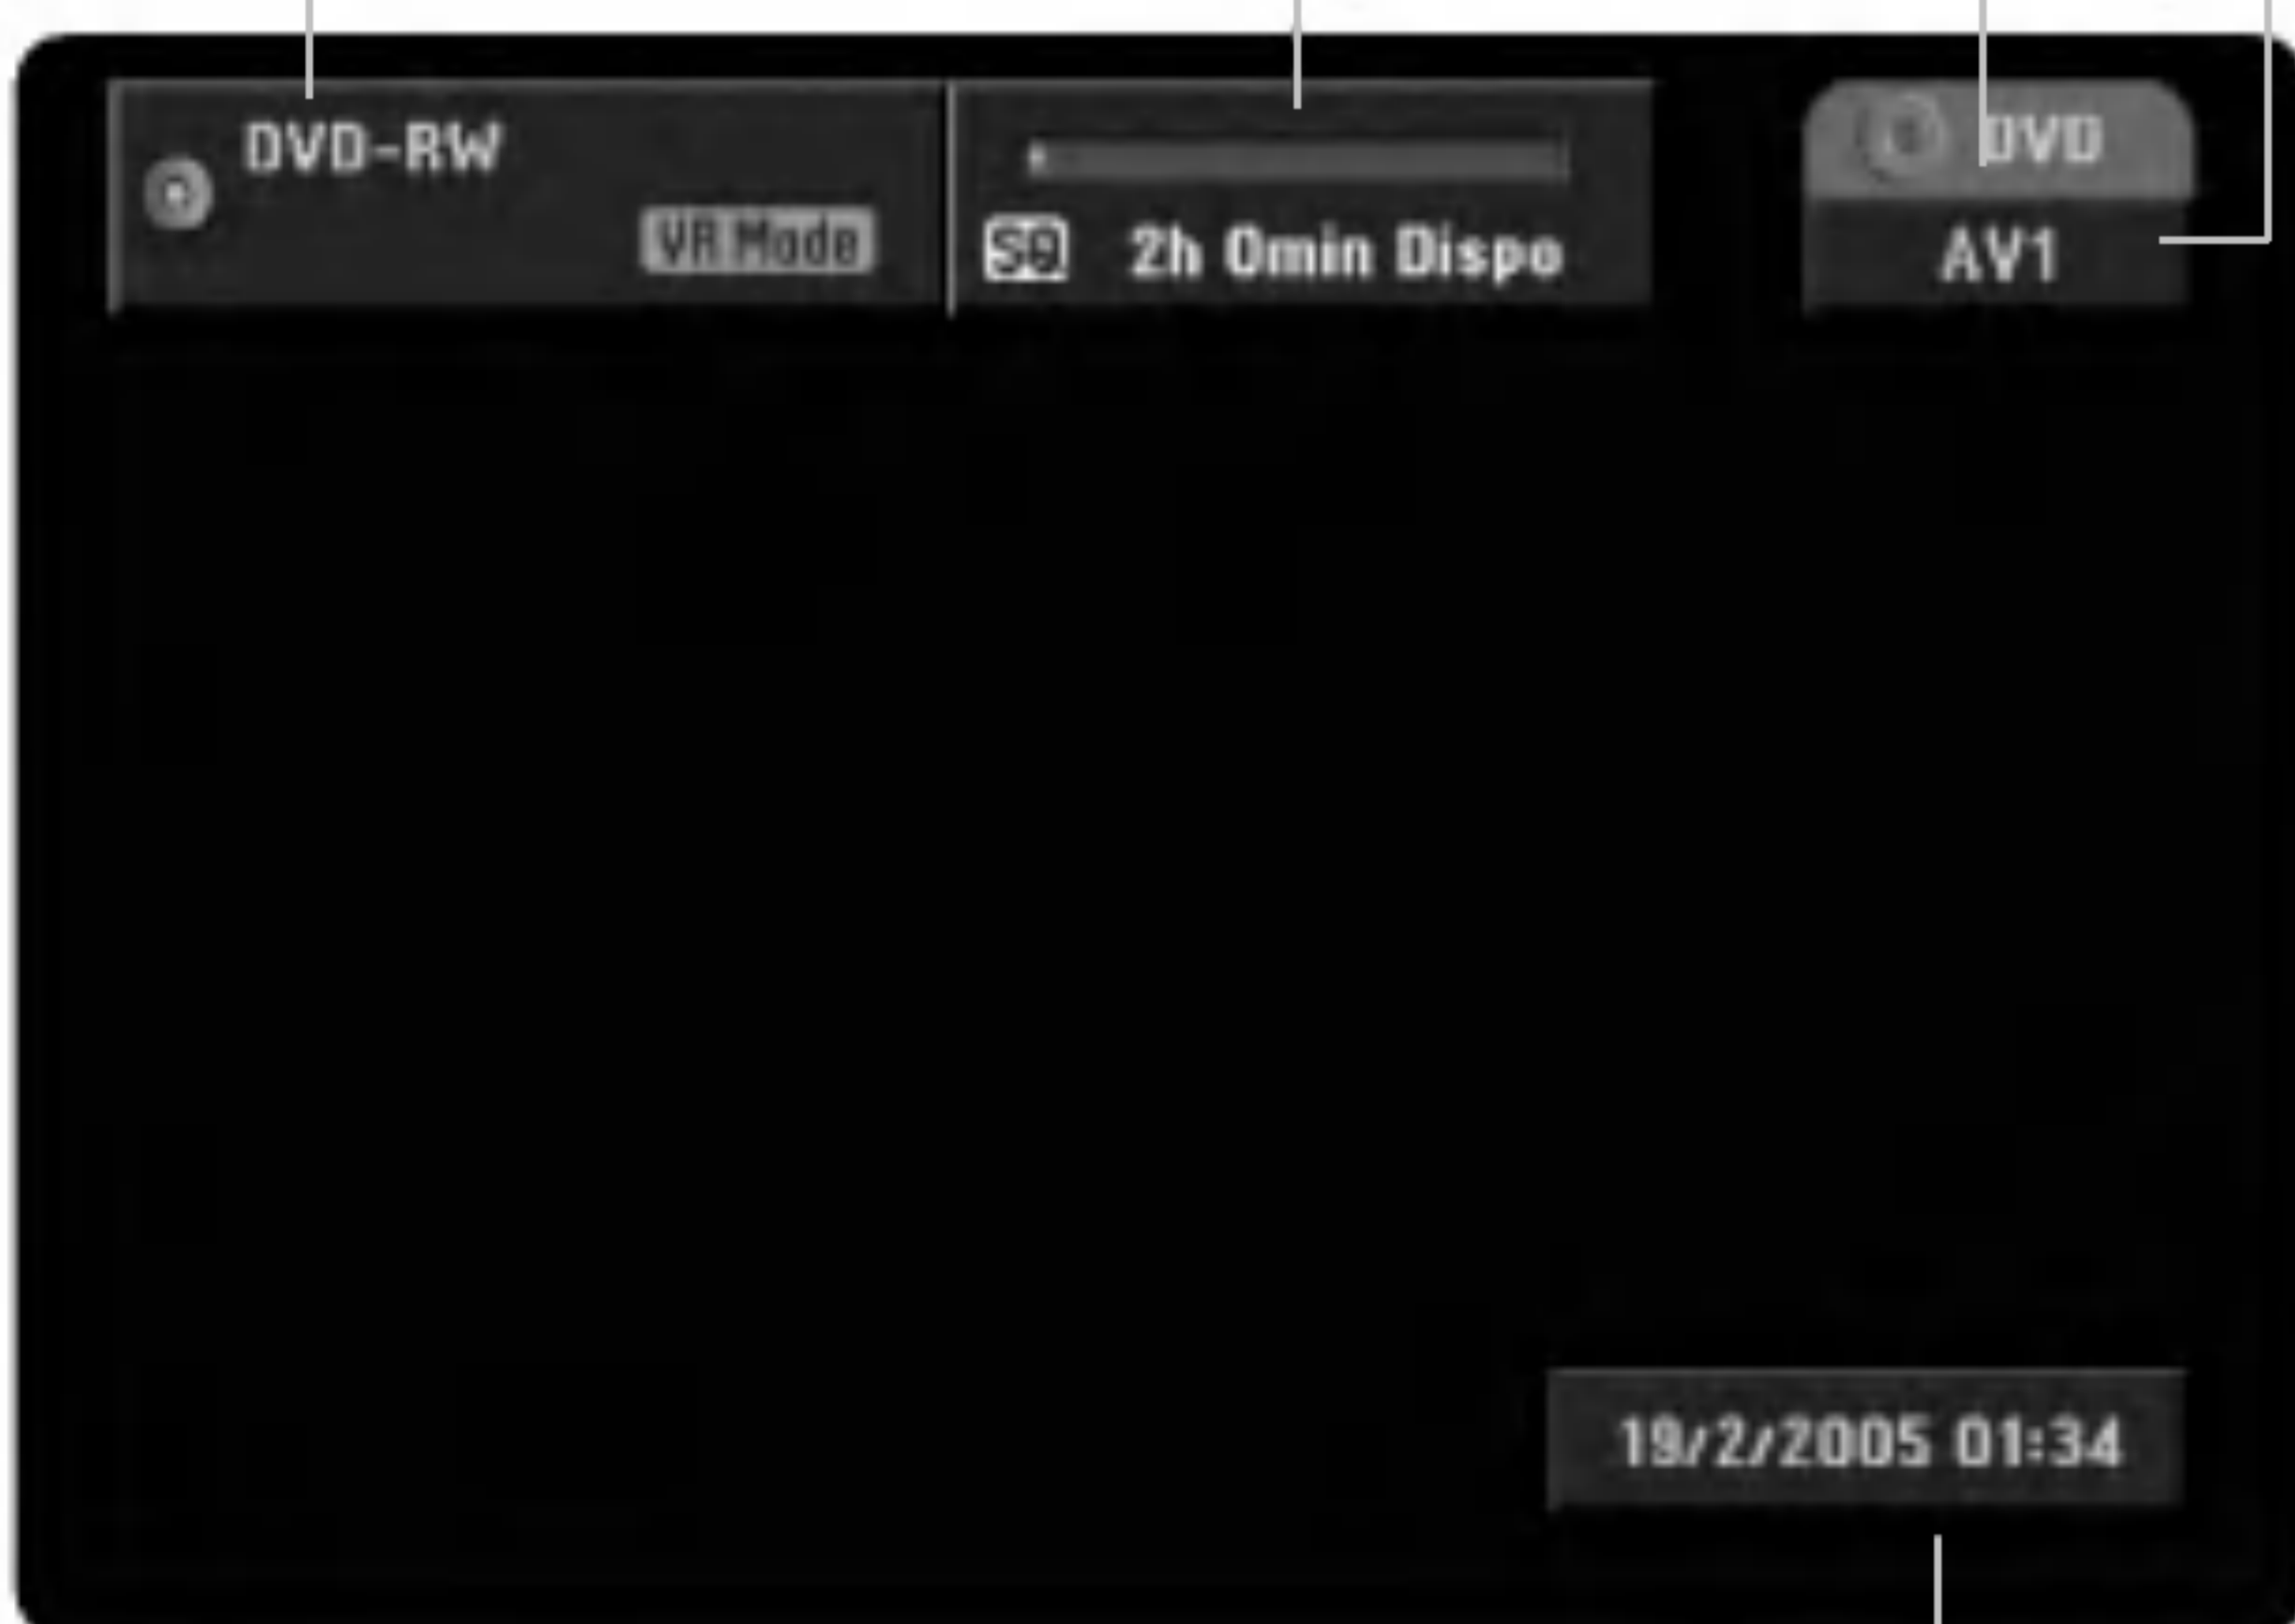 DVD-RW
VR Mode
SQ 2h 0min Dispo
DVD
AV1
19/2/2005 01:34